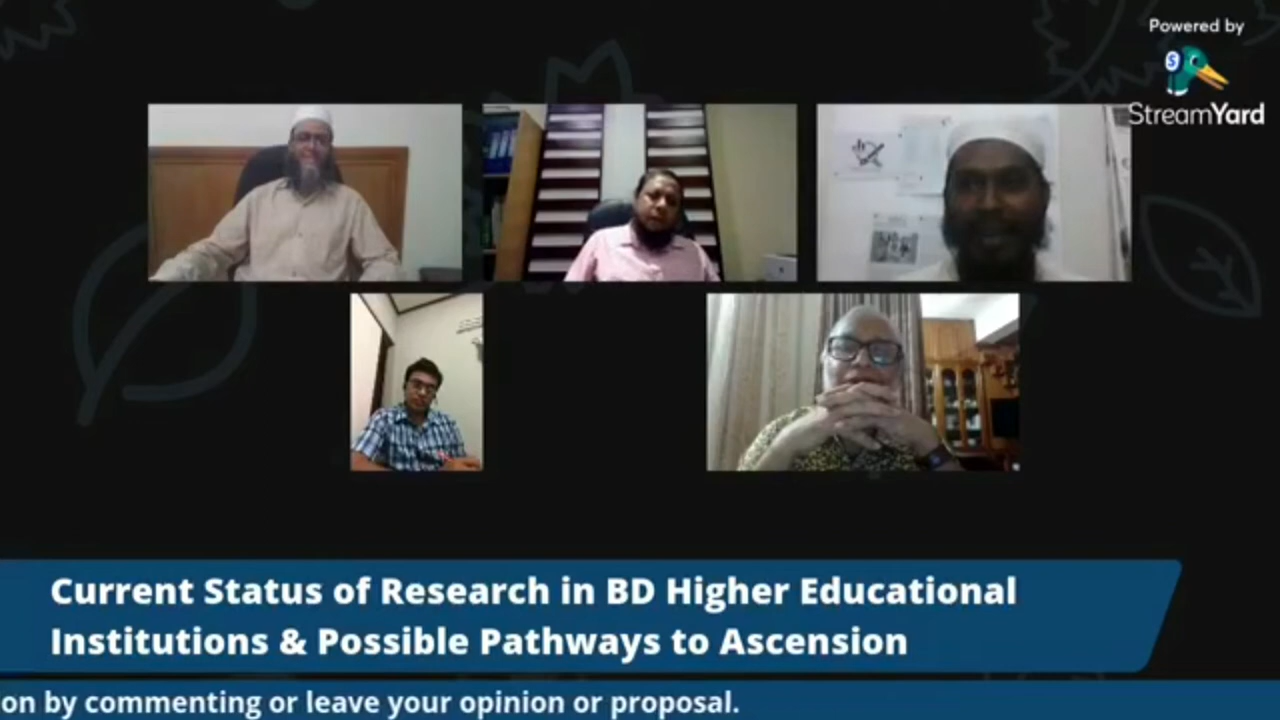 Powered by
StreamYard
Current Status of Research in BD Higher Educational
Institutions & Possible Pathways to Ascension
on by commenting or leave your opinion or proposal.